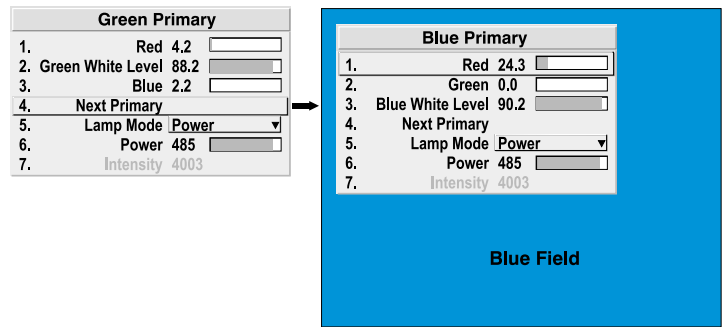 Green Primary
1. Red 4.2
2. Green White Level 88.2
3. Blue 2.2
4. Next Primary
5. Lamp Mode Power
6. Power 485
7. Intensity 4003
Blue Primary
1. Red 24.3
2. Green 0.0
3. Blue White Level 90.2
4. Next Primary
5. Lamp Mode Power
6. Power 485
7. Intensity 4003
Blue Field